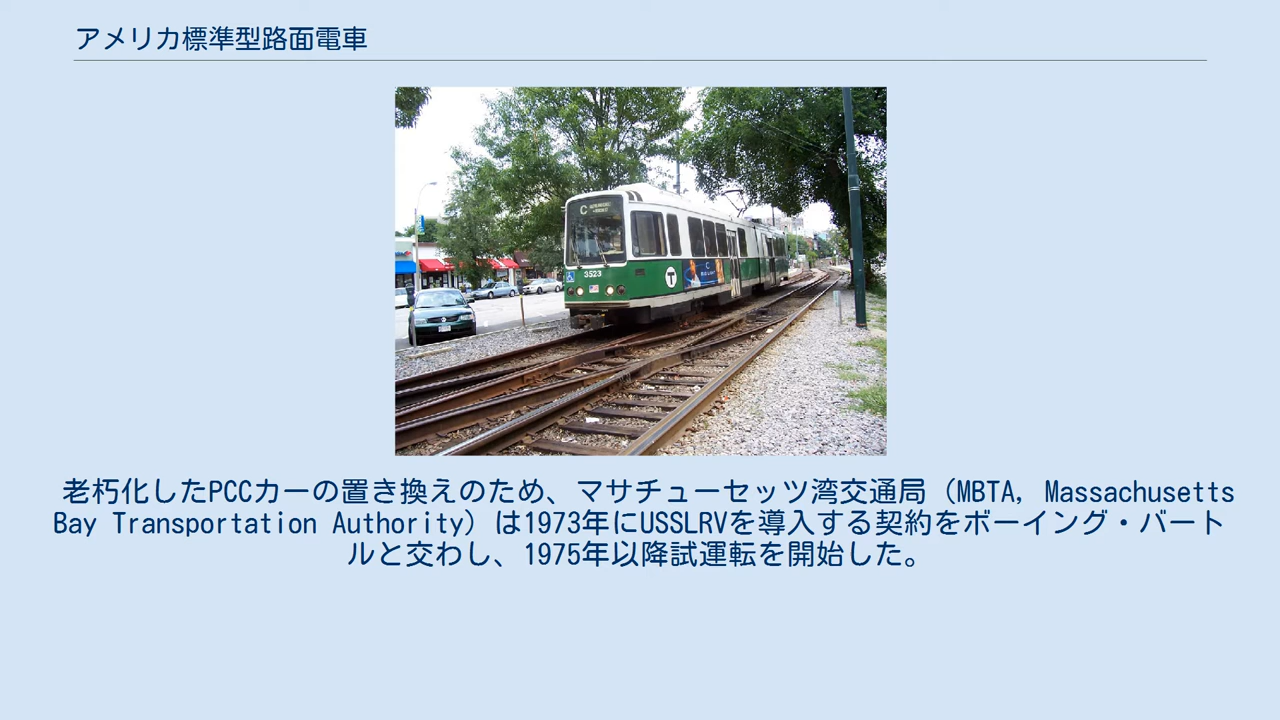 アメリカ標準型路面電車
C
3523
T
老朽化したPCCカーの置き換えのため、マサチューセッツ湾交通局（MBTA, Massachusetts
Bay Transportation Authority）は1973年にUSSLRVを導入する契約をボーイング・バート
ルと交わし、1975年以降試運転を開始した。